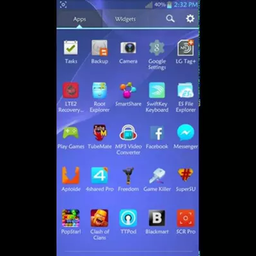 40% 2:32 PM
Apps Widgets
Tasks Backup Camera Google Settings LG Tag+
LTE2 Recovery... Root Explorer SmartShare SwiftKey Keyboard ES File Explorer
Play Games TubeMate MP3 Video Converter Facebook Messenger
Aptoide 4shared Pro Freedom Game Killer SuperSU
PopStar! Clash of Clans TTPod Blackmart SCR Pro